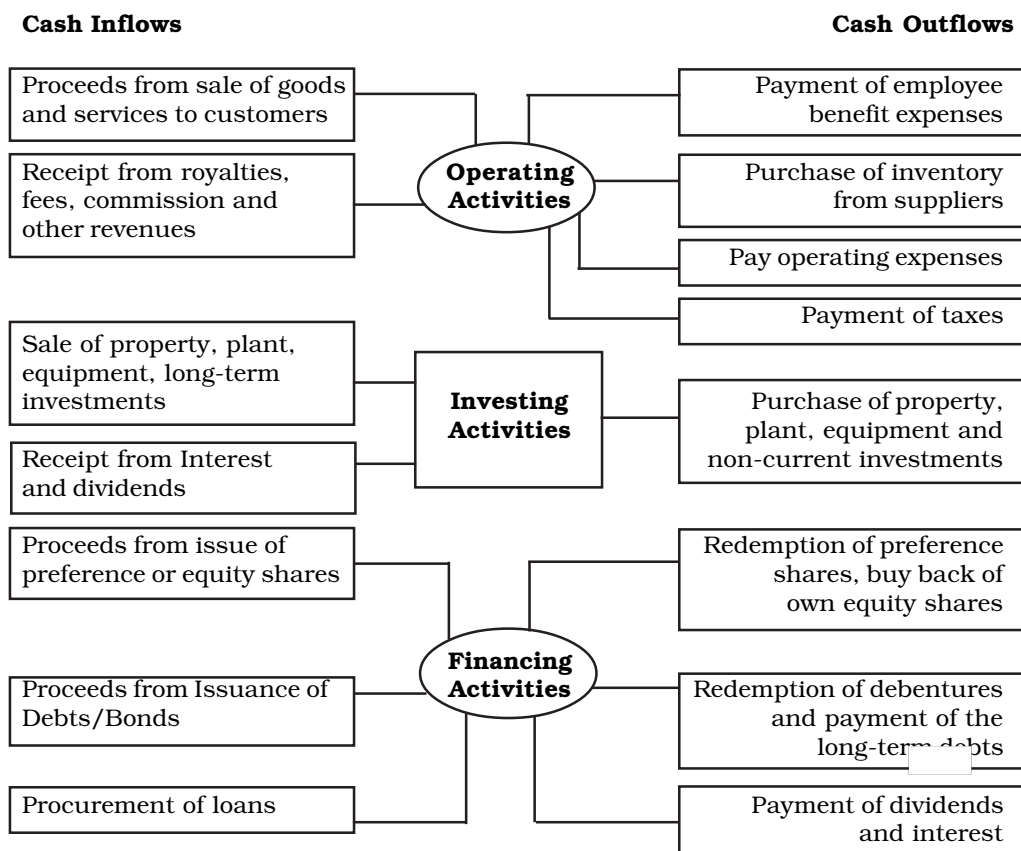 Cash Inflows
Cash Outflows
Proceeds from sale of goods
and services to customers
Receipt from royalties,
fees, commission and
other revenues
Operating
Activities
Payment of employee
benefit expenses
Purchase of inventory
from suppliers
Pay operating expenses
Payment of taxes
Sale of property, plant,
equipment, long-term
investments
Receipt from Interest
and dividends
Investing
Activities
Purchase of property,
plant, equipment and
non-current investments
Proceeds from issue of
preference or equity shares
Proceeds from Issuance of
Debts/Bonds
Procurement of loans
Financing
Activities
Redemption of preference
shares, buy back of
own equity shares
Redemption of debentures
and payment of the
long-term debts
Payment of dividends
and interest